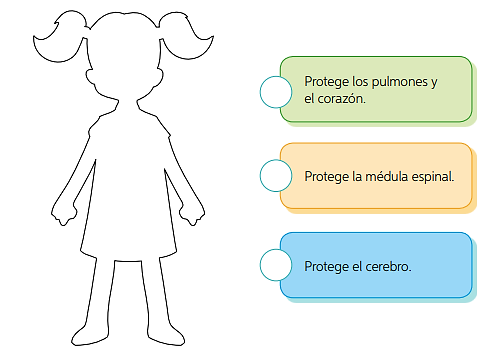 Protege los pulmones y
el corazón.
Protege la médula espinal.
Protege el cerebro.